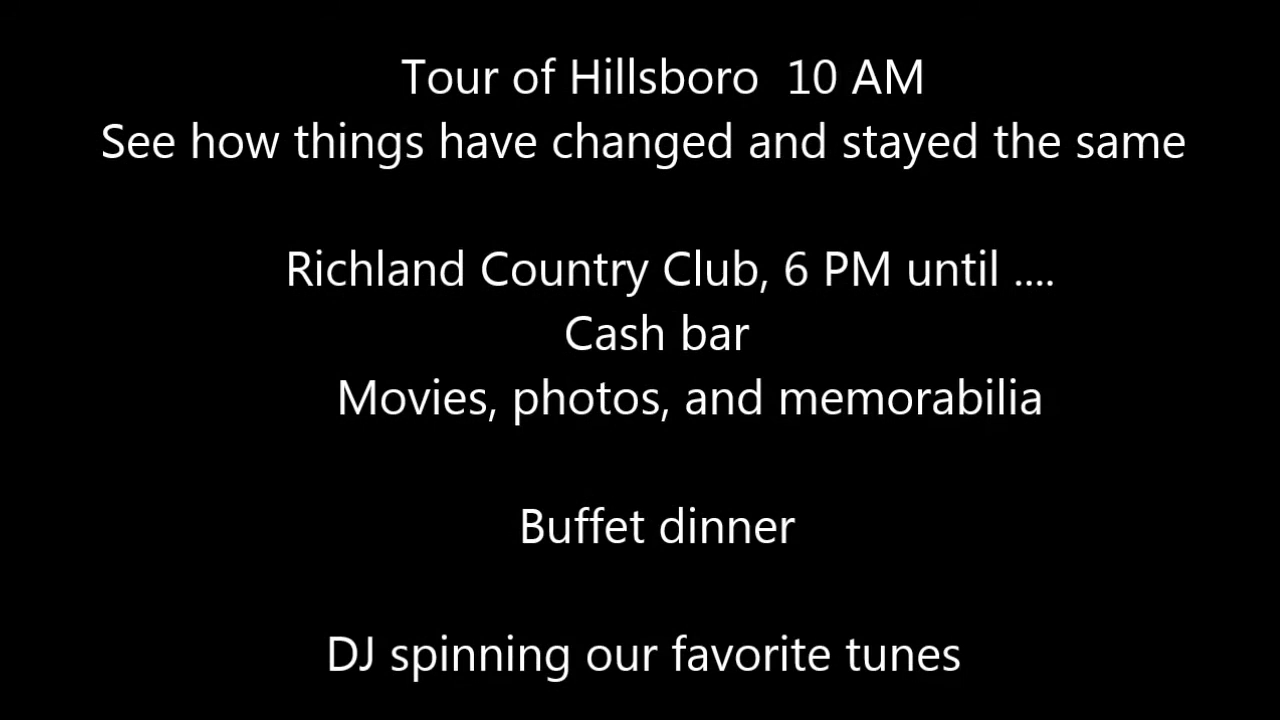 Tour of Hillsboro  10 AM
See how things have changed and stayed the same
Richland Country Club, 6 PM until ....
Cash bar
Movies, photos, and memorabilia
Buffet dinner
DJ spinning our favorite tunes